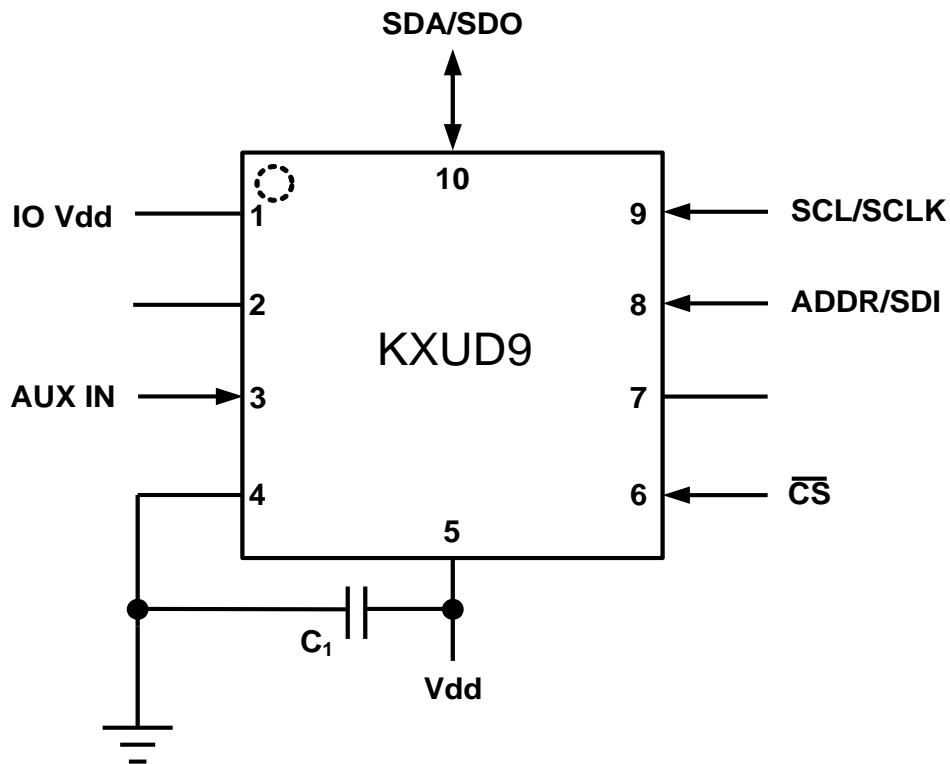 SDA/SDO
10
IO Vdd
1
9
SCL/SCLK
2
8
ADDR/SDI
KXUD9
AUX IN
3
7
4
6
CS
5
C₁
Vdd